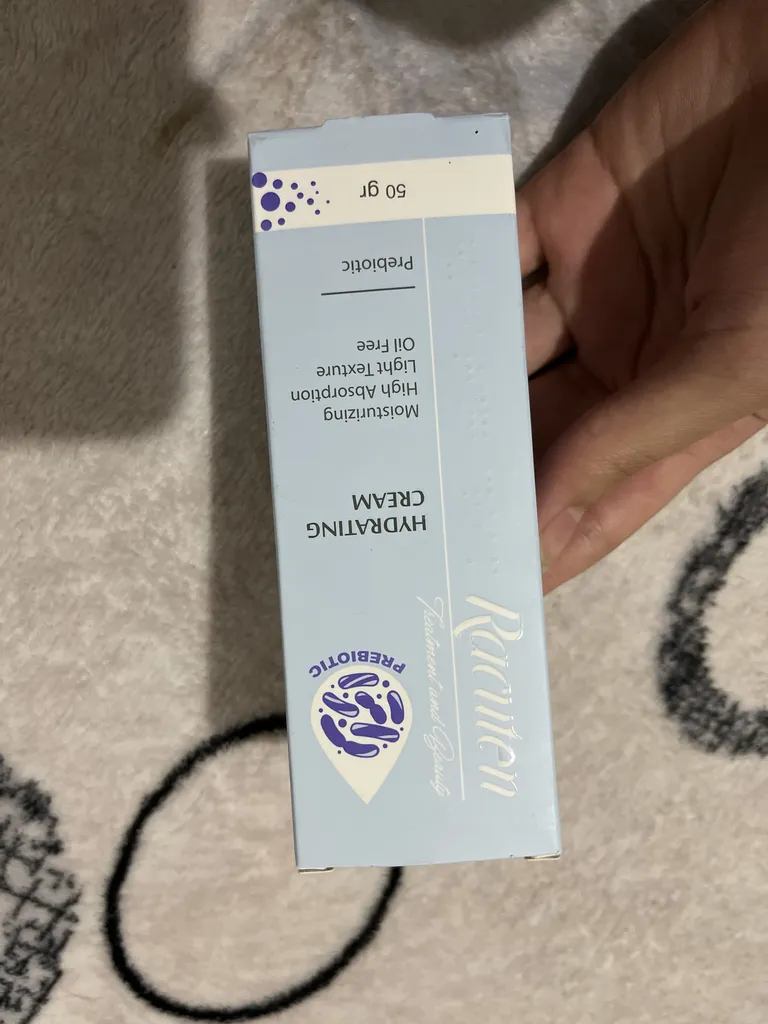 Racuten
Treatment and Beauty
PREBIOTIC
HYDRATING
CREAM
Moisturizing
High Absorption
Light Texture
Oil Free
Prebiotic
50 gr